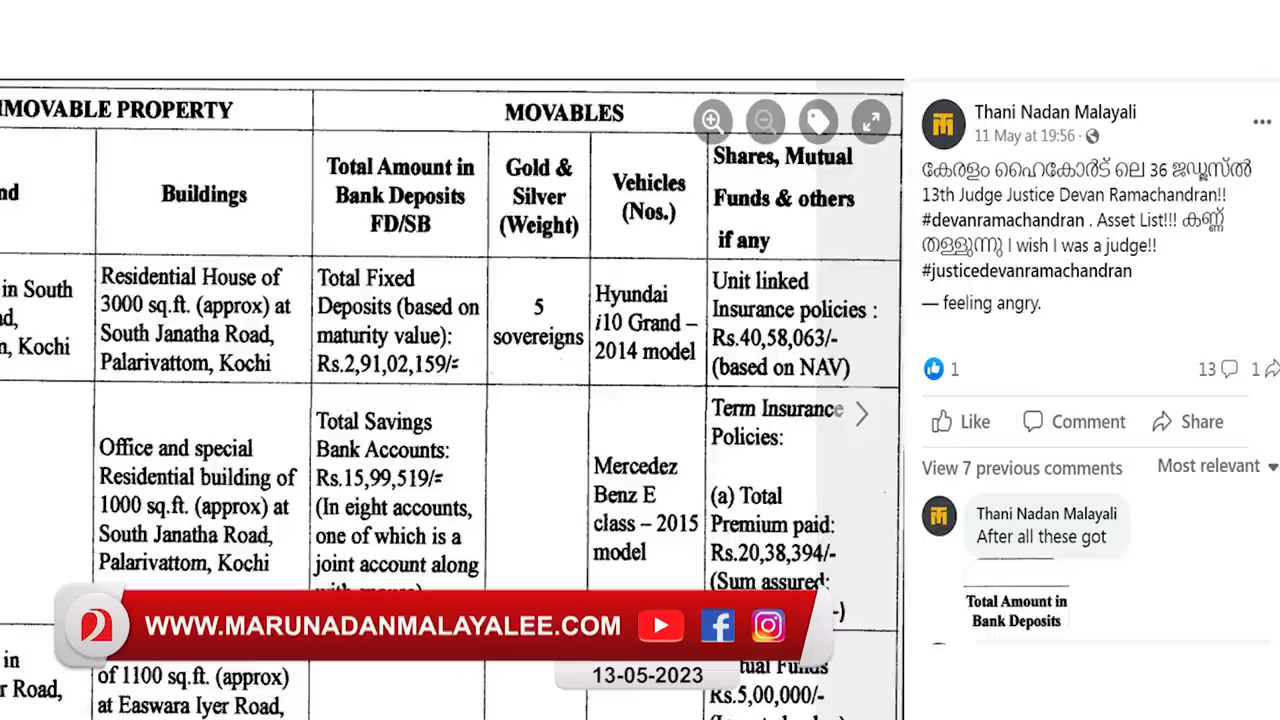 IMOVABLE PROPERTY
MOVABLES
nd
Buildings
Total Amount in
Bank Deposits
FD/SB
Gold &
Silver
(Weight)
Vehicles
(Nos.)
Shares, Mutual
Funds & others
if any
in South
ad,
n, Kochi
Residential House of
3000 sq.ft. (approx) at
South Janatha Road,
Palarivattom, Kochi
Total Fixed
Deposits (based on
maturity value):
Rs.2,91,02,159/=
5
sovereigns
Hyundai
i10 Grand –
2014 model
Unit linked
Insurance policies :
Rs.40,58,063/-
(based on NAV)
Office and special
Residential building of
1000 sq.ft. (approx) at
South Janatha Road,
Palarivattom, Kochi
Total Savings
Bank Accounts:
Rs.15,99,519/=
(In eight accounts,
one of which is a
joint account along
Mercedez
Benz E
class – 2015
model
Term Insurance
Policies:
(a) Total
Premium paid:
Rs.20,38,394/-
(Sum assured:
-)
in
r Road,
of 1100 sq.ft. (approx)
at Easwara Iyer Road,
tual Funds
Rs.5,00,000/-
WWW.MARUNADANMALAYALEE.COM
13-05-2023
Thani Nadan Malayali
11 May at 19:56 ·
കേരളം ഹൈകോർട് ലെ 36 ജഡ്ജസ്ൽ
13th Judge Justice Devan Ramachandran!!
#devanramachandran . Asset List!!! കണ്ണ്
തള്ളുന്നു I wish I was a judge!!
#justicedevanramachandran
— feeling angry.
1
13
1
Like
Comment
Share
View 7 previous comments
Most relevant
Thani Nadan Malayali
After all these got
Total Amount in
Bank Deposits